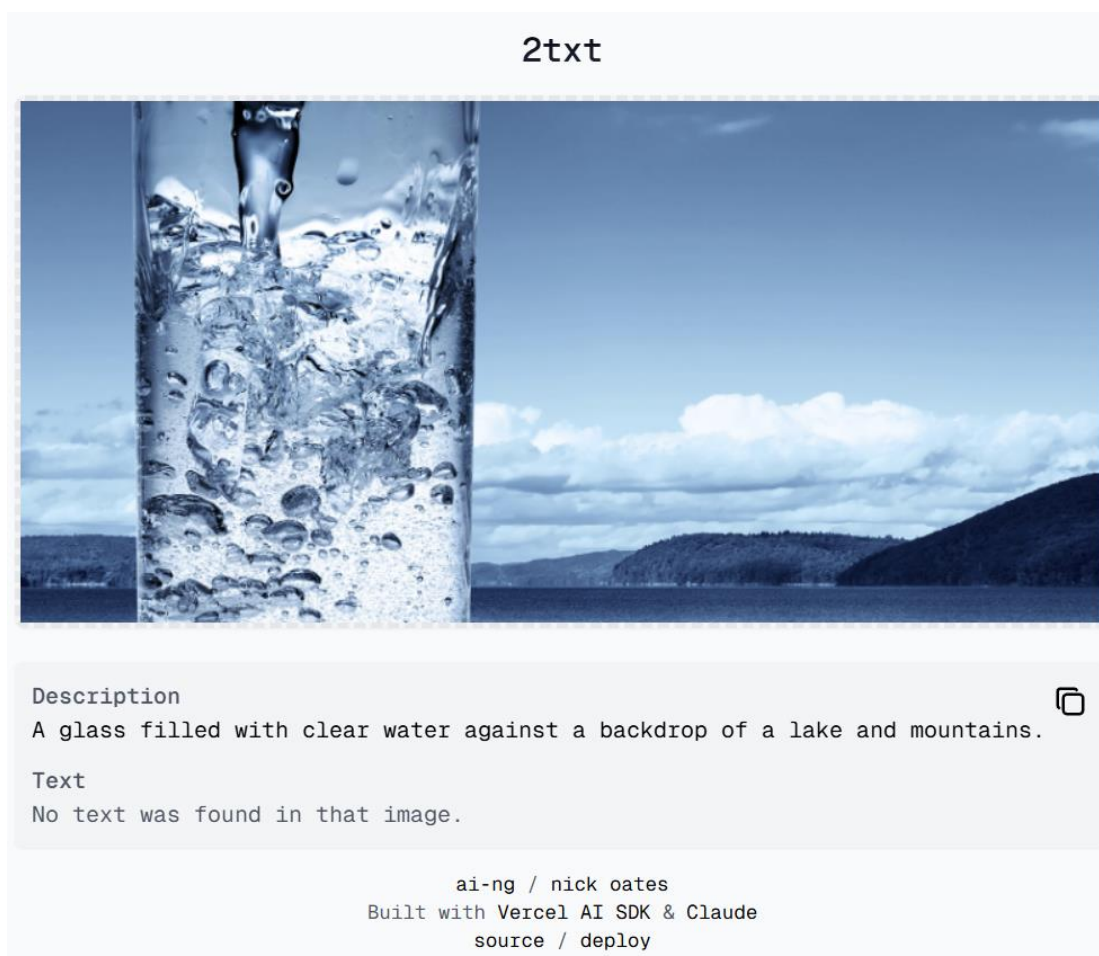 2txt
Description
A glass filled with clear water against a backdrop of a lake and mountains.
Text
No text was found in that image.
ai-ng / nick oates
Built with Vercel AI SDK & Claude
source / deploy